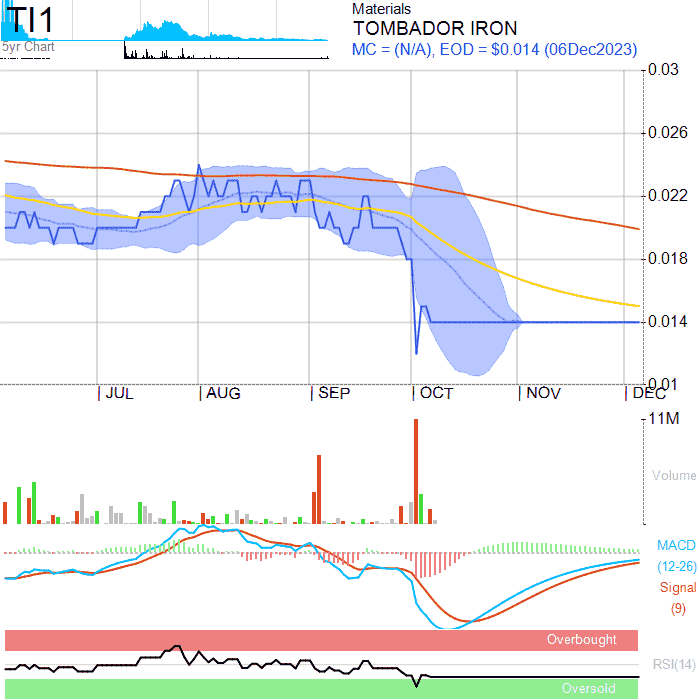 TI1
5yr Chart
Materials
TOMBADOR IRON
MC = (N/A), EOD = $0.014 (06Dec2023)
0.03
0.026
0.022
0.018
0.014
0.01
JUL AUG SEP OCT NOV DEC
11M
Volume
MACD
(12-26)
Signal
(9)
Overbought
RSI(14)
Oversold